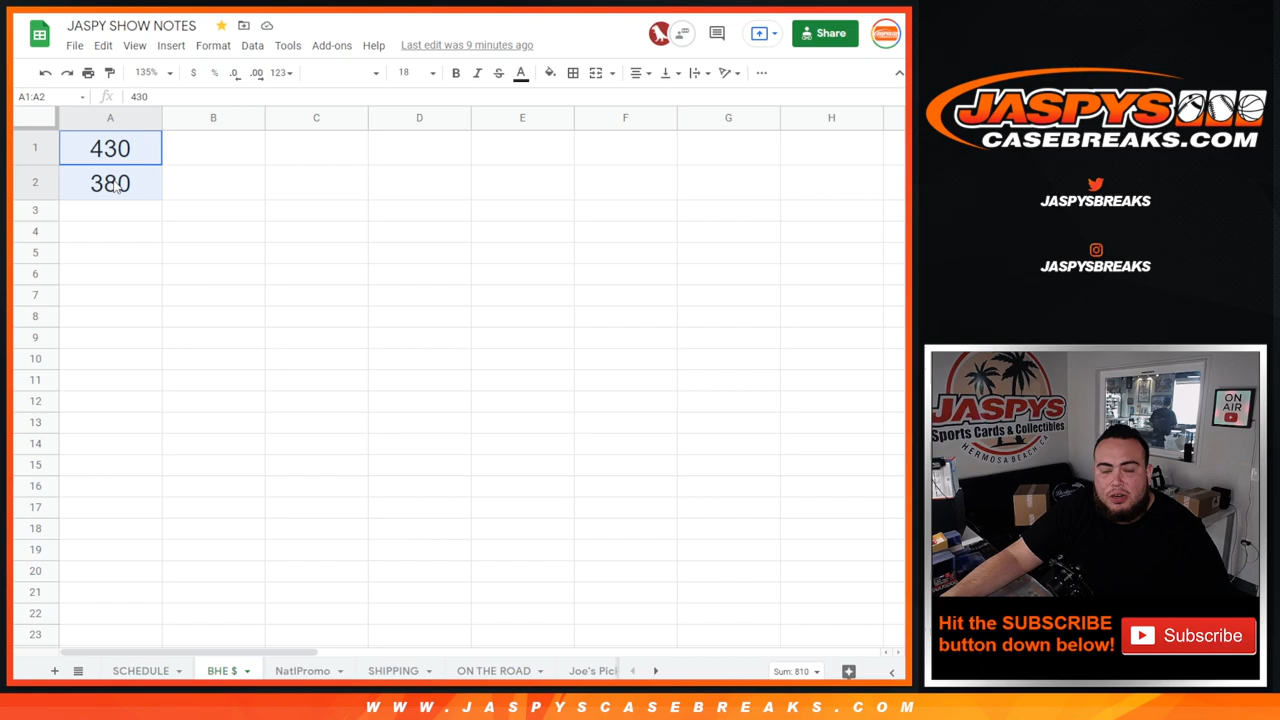 JASPY SHOW NOTES
File Edit View Insert Format Data Tools Add-ons Help Last edit was 9 minutes ago
Share
135% $ % .0 .00 123 18 B I S A
A1:A2 fx 430
A B C D E F G H
1 430
2 380
3
4
5
6
7
8
9
10
11
12
13
14
15
16
17
18
19
20
21
22
23
SCHEDULE BHE $ NatlPromo SHIPPING ON THE ROAD Joe's Pici Sum: 810
JASPYS
CASEBREAKS.COM
JASPYSBREAKS
JASPYSBREAKS
JASPYS
Sports Cards & Collectibles
HERMOSA BEACH, CA
ON
AIR
Hit the SUBSCRIBE
button down below!
Subscribe
WWW.JASPYSCASEBREAKS.COM